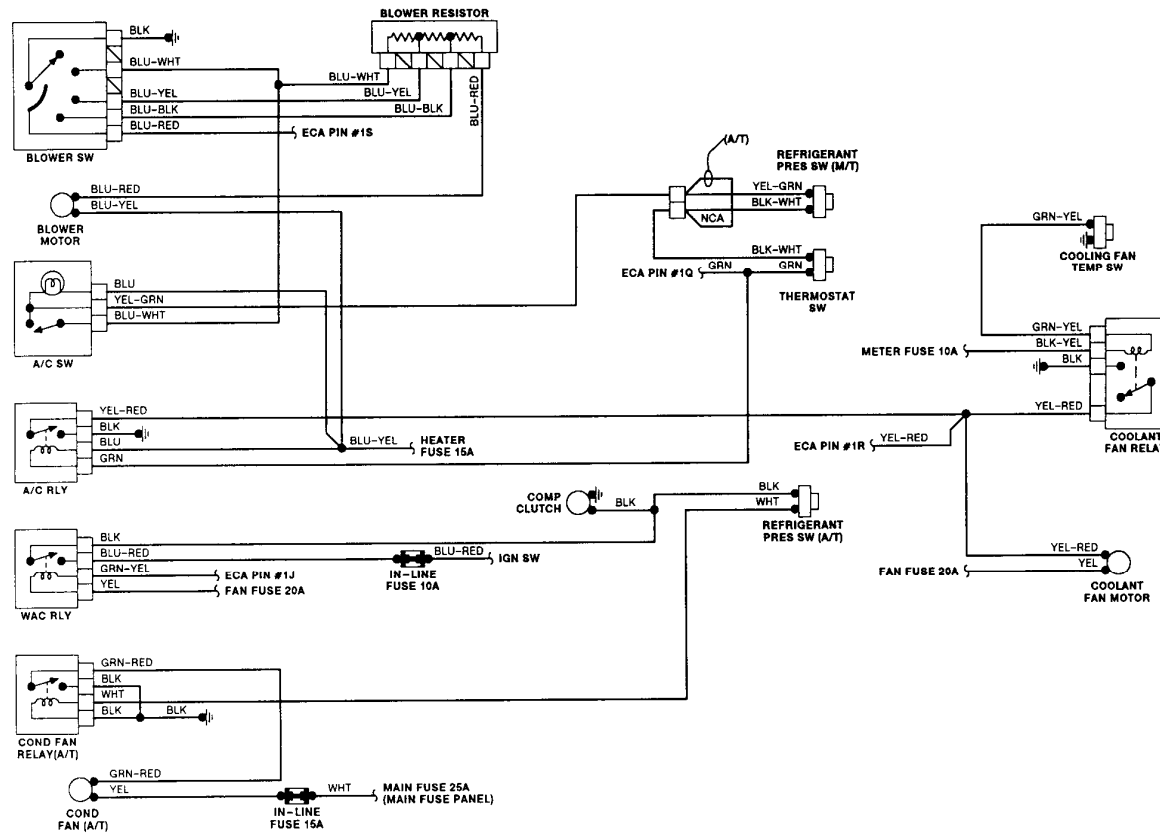 BLOWER RESISTOR
BLK
BLU-WHT
BLU-WHT
BLU-YEL
BLU-YEL
BLU-BLK
BLU-BLK
BLU-RED
BLU-RED
ECA PIN #1S
BLOWER SW
BLU-RED
BLU-YEL
BLOWER
MOTOR
(A/T)
REFRIGERANT
PRES SW (M/T)
YEL-GRN
BLK-WHT
NCA
BLK-WHT
ECA PIN #1Q
GRN
GRN
THERMOSTAT
SW
GRN-YEL
COOLING FAN
TEMP SW
BLU
YEL-GRN
BLU-WHT
A/C SW
GRN-YEL
METER FUSE 10A
BLK-YEL
BLK
YEL-RED
COOLANT
FAN RELAY
YEL-RED
BLK
BLU
GRN
A/C RLY
BLU-YEL
HEATER
FUSE 15A
ECA PIN #1R
YEL-RED
COMP
CLUTCH
BLK
BLK
WHT
REFRIGERANT
PRES SW (A/T)
BLK
BLU-RED
GRN-YEL
YEL
WAC RLY
ECA PIN #1J
FAN FUSE 20A
IN-LINE
FUSE 10A
BLU-RED
IGN SW
YEL-RED
FAN FUSE 20A
YEL
COOLANT
FAN MOTOR
GRN-RED
BLK
WHT
BLK
BLK
COND FAN
RELAY(A/T)
GRN-RED
YEL
COND
FAN (A/T)
IN-LINE
FUSE 15A
WHT
MAIN FUSE 25A
(MAIN FUSE PANEL)